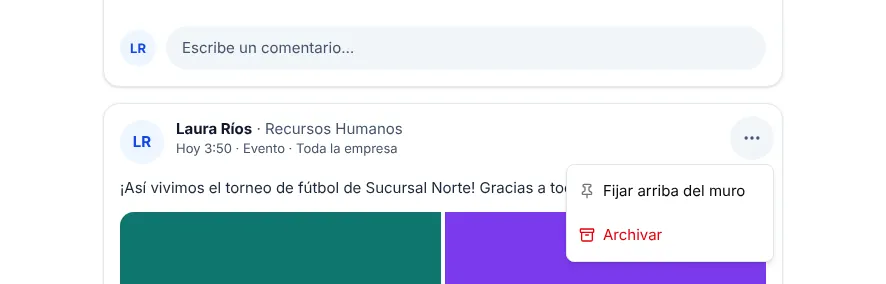 LR
Escribe un comentario...
LR
Laura Ríos · Recursos Humanos
Hoy 3:50 · Evento · Toda la empresa
¡Así vivimos el torneo de fútbol de Sucursal Norte! Gracias a
Fijar arriba del muro
Archivar